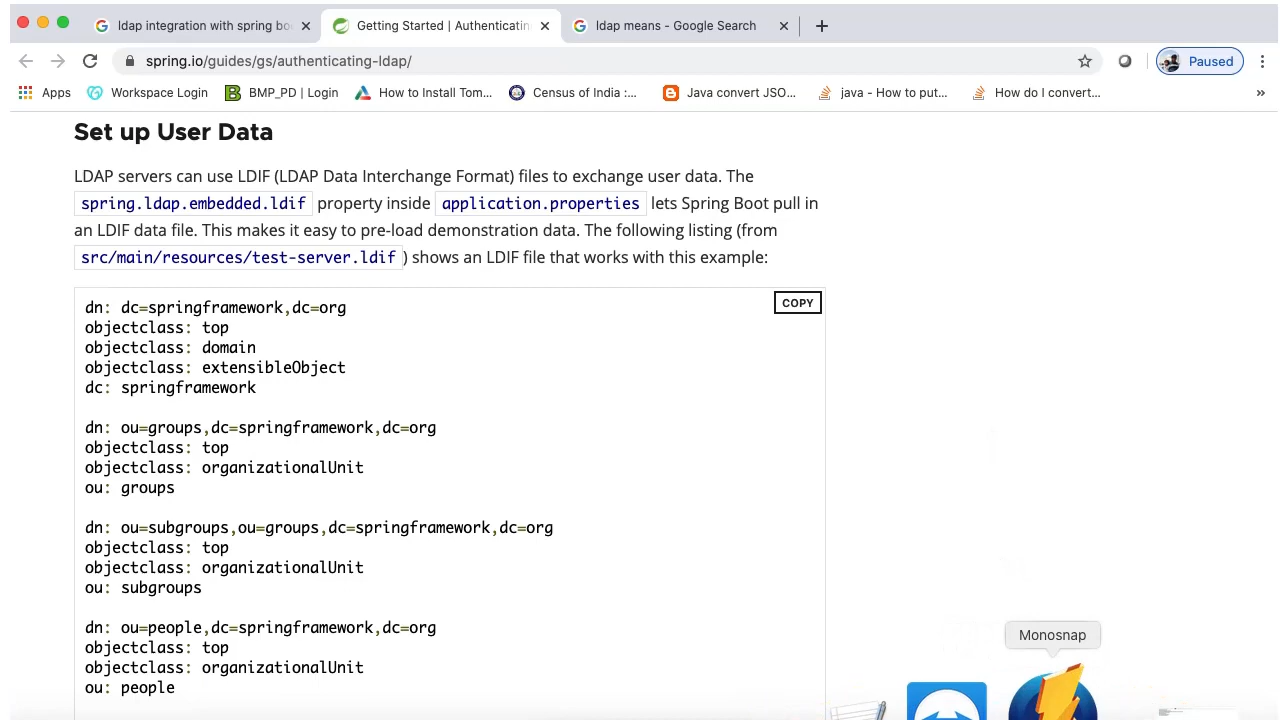 ldap integration with spring bo
Getting Started | Authenticatin
ldap means - Google Search
spring.io/guides/gs/authenticating-ldap/
Paused
Apps
Workspace Login
BMP_PD | Login
How to Install Tom...
Census of India :...
Java convert JSO...
java - How to put...
How do I convert...
»
Set up User Data
LDAP servers can use LDIF (LDAP Data Interchange Format) files to exchange user data. The
spring.ldap.embedded.ldif property inside application.properties lets Spring Boot pull in
an LDIF data file. This makes it easy to pre-load demonstration data. The following listing (from
src/main/resources/test-server.ldif ) shows an LDIF file that works with this example:
COPY
dn: dc=springframework,dc=org
objectclass: top
objectclass: domain
objectclass: extensibleObject
dc: springframework
dn: ou=groups,dc=springframework,dc=org
objectclass: top
objectclass: organizationalUnit
ou: groups
dn: ou=subgroups,ou=groups,dc=springframework,dc=org
objectclass: top
objectclass: organizationalUnit
ou: subgroups
dn: ou=people,dc=springframework,dc=org
objectclass: top
objectclass: organizationalUnit
ou: people
Monosnap